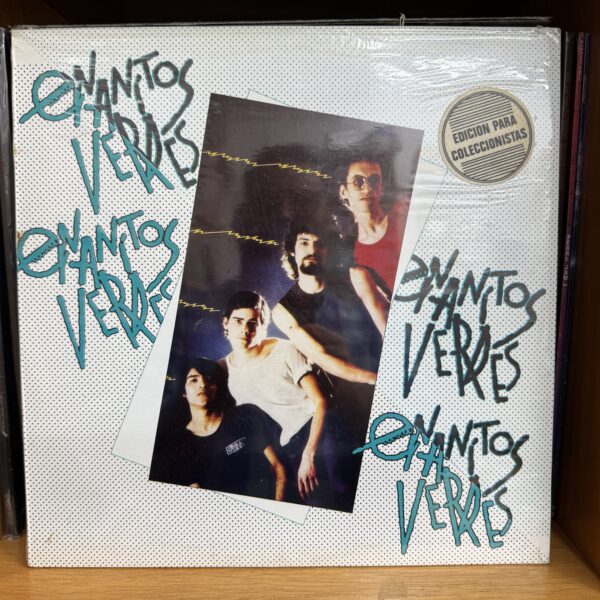 ENANITOS
VERDES
EDICION PARA
COLECCIONISTAS
ENANITOS
VERDES
ENANITOS
VERDES
ENANITOS
VERDES